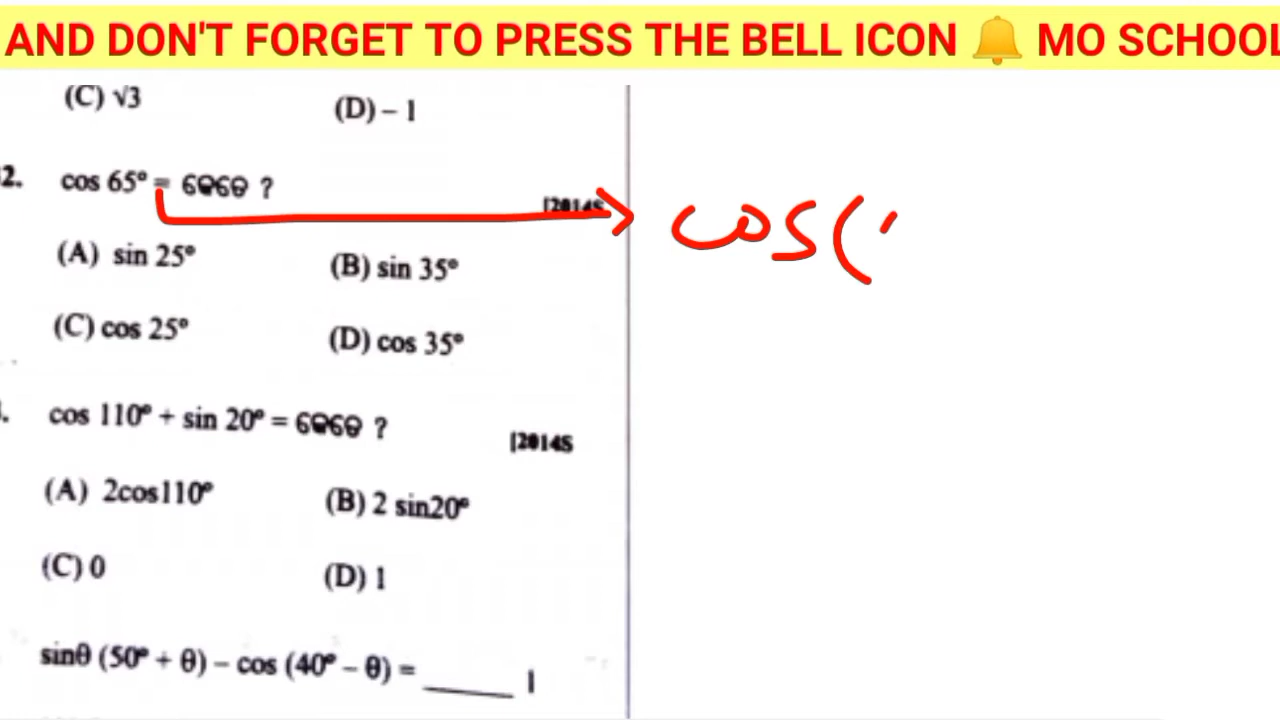 AND DON'T FORGET TO PRESS THE BELL ICON 🔔 MO SCHOOL
(C) √3 (D) – 1
2. cos 65° = କେତେ ?
[2014S
cos(
(A) sin 25° (B) sin 35°
(C) cos 25° (D) cos 35°
. cos 110° + sin 20° = କେତେ ?
[2014S
(A) 2cos110° (B) 2 sin20°
(C) 0 (D) 1
sinθ (50° + θ) – cos (40° – θ) = ______ ।